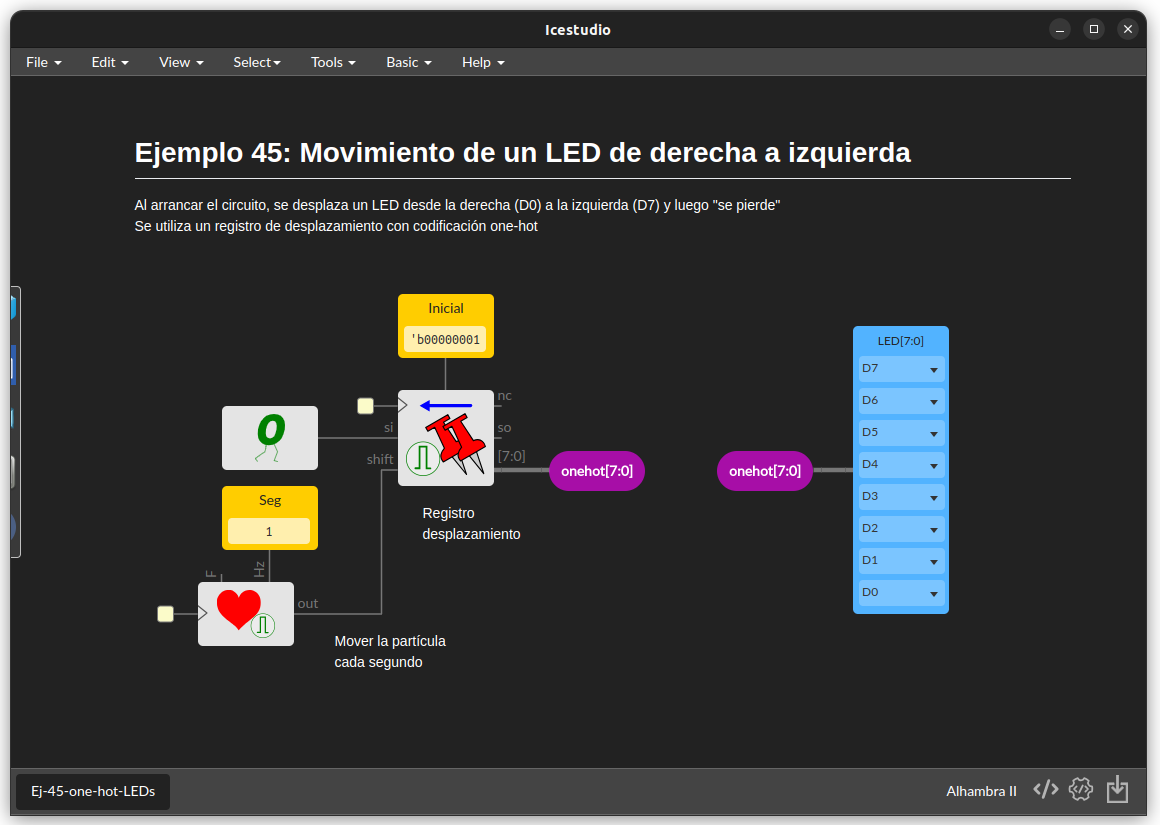 Icestudio
File Edit View Select Tools Basic Help
Ejemplo 45: Movimiento de un LED de derecha a izquierda
Al arrancar el circuito, se desplaza un LED desde la derecha (D0) a la izquierda (D7) y luego "se pierde"
Se utiliza un registro de desplazamiento con codificación one-hot
Inicial
'b00000001
nc
si
so
shift
[7:0]
0
onehot[7:0]
onehot[7:0]
LED[7:0]
D7
D6
D5
D4
D3
D2
D1
D0
Registro
desplazamiento
Seg
1
F
Hz
out
Mover la partícula
cada segundo
Ej-45-one-hot-LEDs
Alhambra II